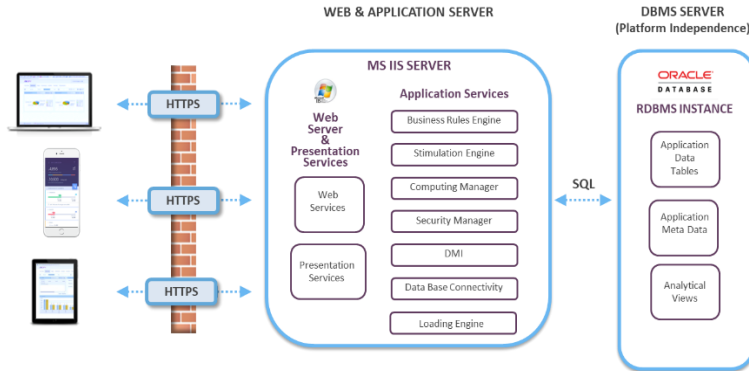 WEB & APPLICATION SERVER
DBMS SERVER
(Platform Independence)
MS IIS SERVER
Application Services
Web
Server
&
Presentation
Services
Web
Services
Presentation
Services
Business Rules Engine
Stimulation Engine
Computing Manager
Security Manager
DMI
Data Base Connectivity
Loading Engine
HTTPS
HTTPS
HTTPS
SQL
ORACLE
DATABASE
RDBMS INSTANCE
Application
Data
Tables
Application
Meta Data
Analytical
Views